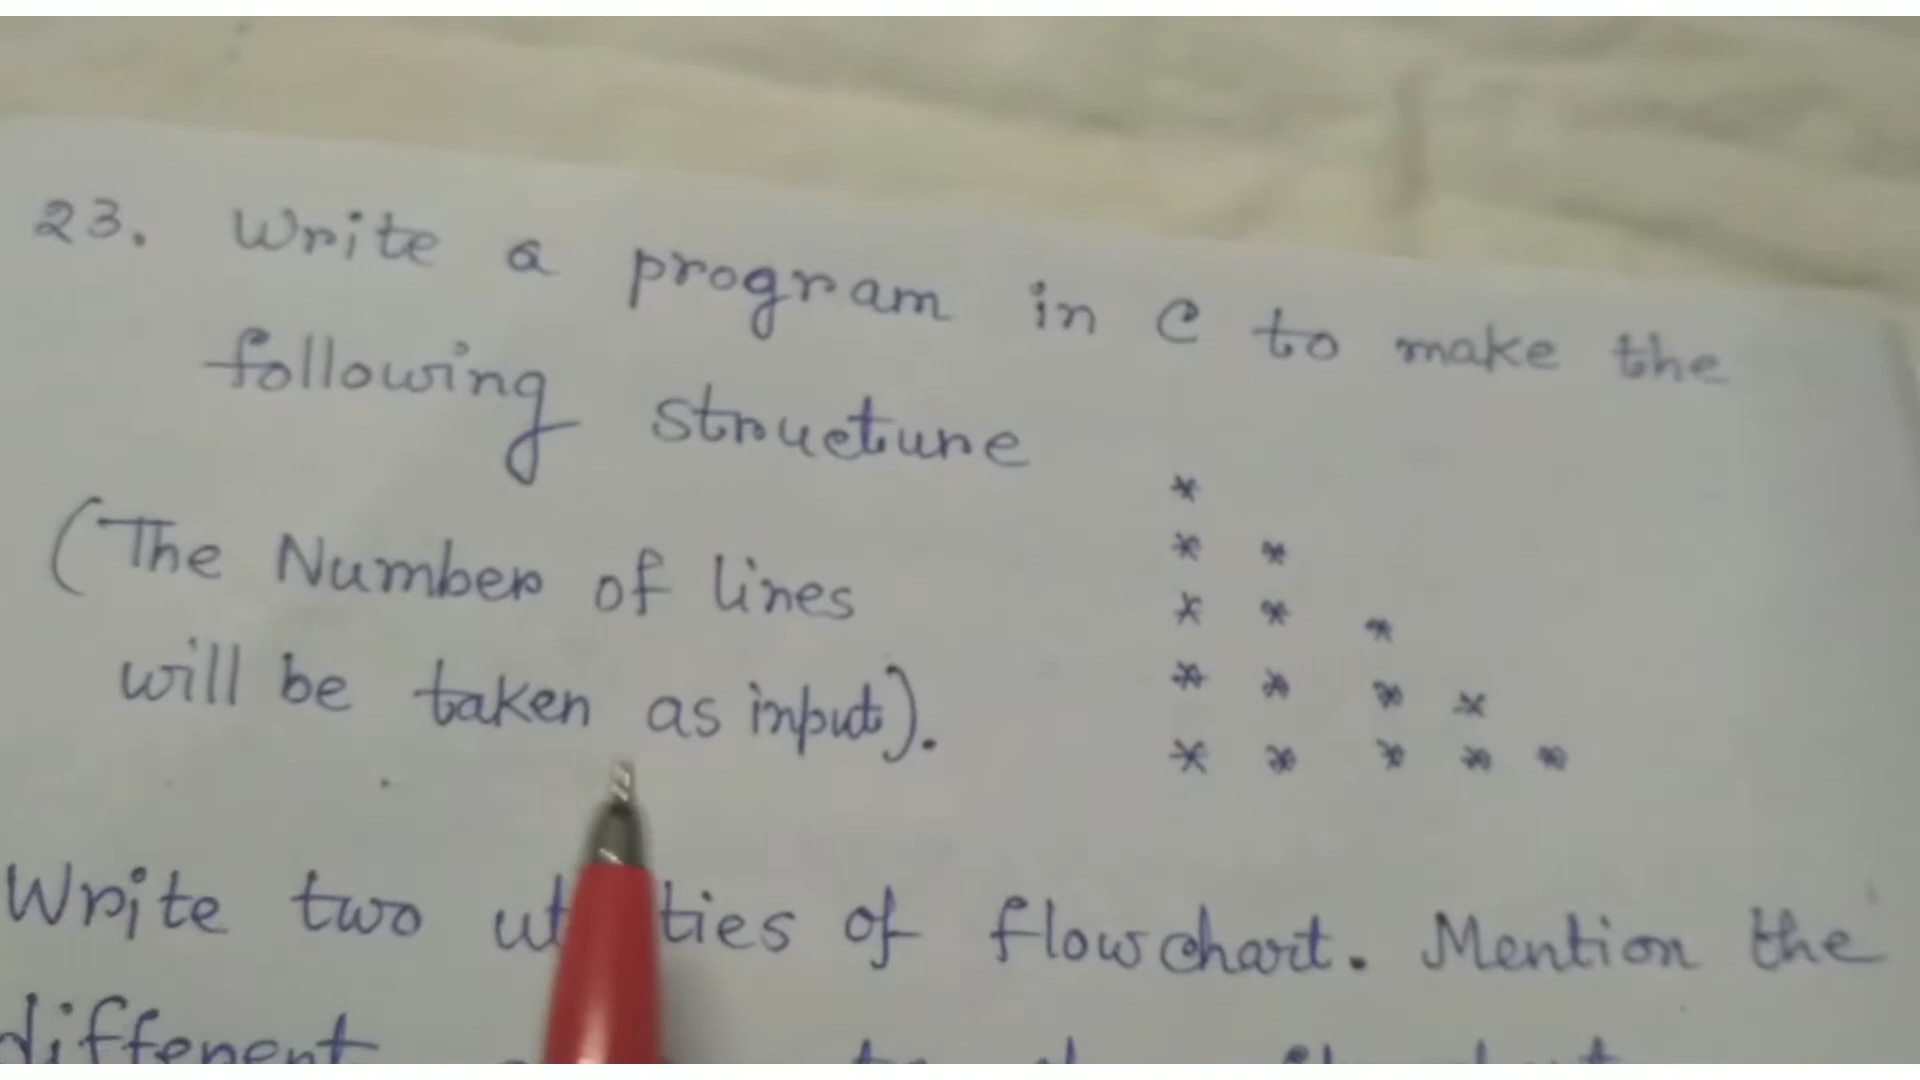 23. Write a program in C to make the
following structure
*
* *
(The Number of lines
* * *
will be taken as input).
* * * *
* * * * *
Write two of flowchart. Mention the
different